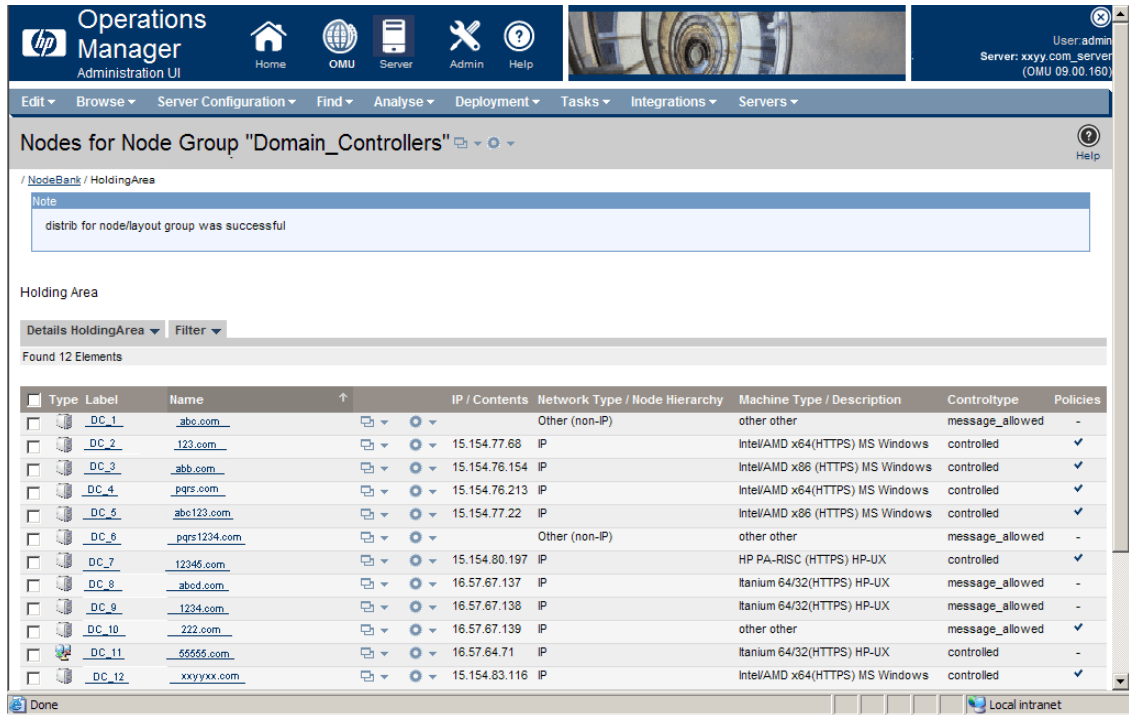 hp
Operations
Manager
Administration UI
Home
OMU
Server
Admin
Help
User:admin
Server: xxyy.com_server
(OMU 09.00.160)
Edit Browse Server Configuration Find Analyse Deployment Tasks Integrations Servers
Nodes for Node Group "Domain_Controllers"
Help
/ NodeBank / HoldingArea
Note
distrib for node/layout group was successful
Holding Area
Details HoldingArea Filter
Found 12 Elements
Type Label Name IP / Contents Network Type / Node Hierarchy Machine Type / Description Controltype Policies
DC_1 abc.com Other (non-IP) other other message_allowed -
DC_2 123.com 15.154.77.68 IP Intel/AMD x64(HTTPS) MS Windows controlled
DC_3 abb.com 15.154.76.154 IP Intel/AMD x86 (HTTPS) MS Windows controlled
DC_4 pqrs.com 15.154.76.213 IP Intel/AMD x64(HTTPS) MS Windows controlled
DC_5 abc123.com 15.154.77.22 IP Intel/AMD x86 (HTTPS) MS Windows controlled
DC_6 pqrs1234.com Other (non-IP) other other message_allowed -
DC_7 12345.com 15.154.80.197 IP HP PA-RISC (HTTPS) HP-UX controlled
DC_8 abcd.com 16.57.67.137 IP Itanium 64/32(HTTPS) HP-UX message_allowed -
DC_9 1234.com 16.57.67.138 IP Itanium 64/32(HTTPS) HP-UX message_allowed -
DC_10 222.com 16.57.67.139 IP other other message_allowed
DC_11 55555.com 16.57.64.71 IP Itanium 64/32(HTTPS) HP-UX controlled -
DC_12 xxyyxx.com 15.154.83.116 IP Intel/AMD x64(HTTPS) MS Windows controlled
Done
Local intranet